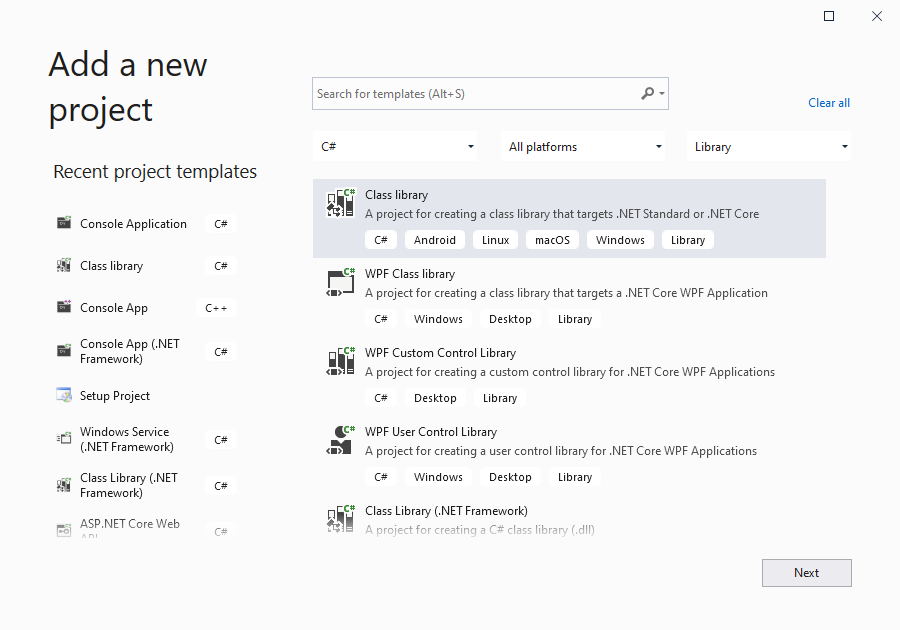 Add a new
project
Search for templates (Alt+S)
Clear all
C#
All platforms
Library
Recent project templates
Console Application
C#
Class library
C#
Console App
C++
Console App (.NET
Framework)
C#
Setup Project
Windows Service
(.NET Framework)
C#
Class Library (.NET
Framework)
C#
ASP.NET Core Web
API
C#
Class library
A project for creating a class library that targets .NET Standard or .NET Core
C# Android Linux macOS Windows Library
WPF Class library
A project for creating a class library that targets a .NET Core WPF Application
C# Windows Desktop Library
WPF Custom Control Library
A project for creating a custom control library for .NET Core WPF Applications
C# Desktop Library
WPF User Control Library
A project for creating a user control library for .NET Core WPF Applications
C# Windows Desktop Library
Class Library (.NET Framework)
A project for creating a C# class library (.dll)
Next